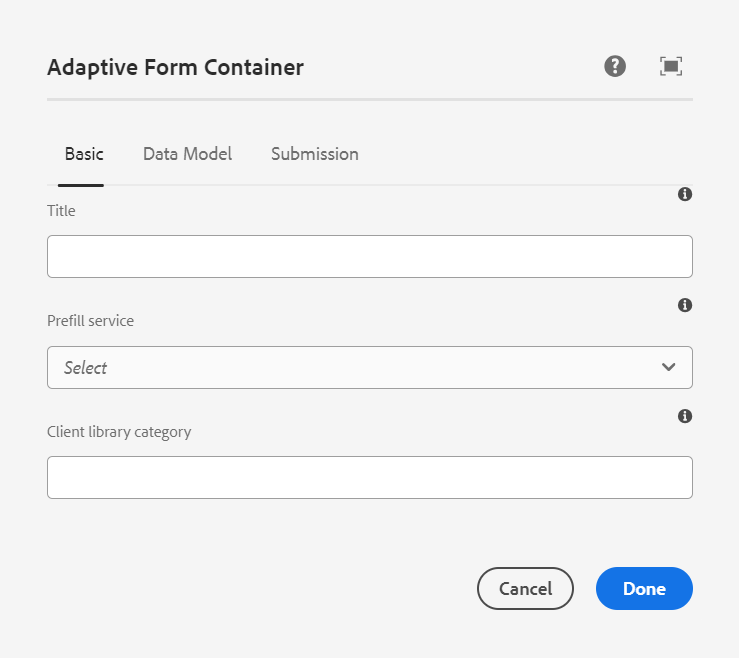 Adaptive Form Container
Basic Data Model Submission
Title
Prefill service
Select
Client library category
Cancel Done